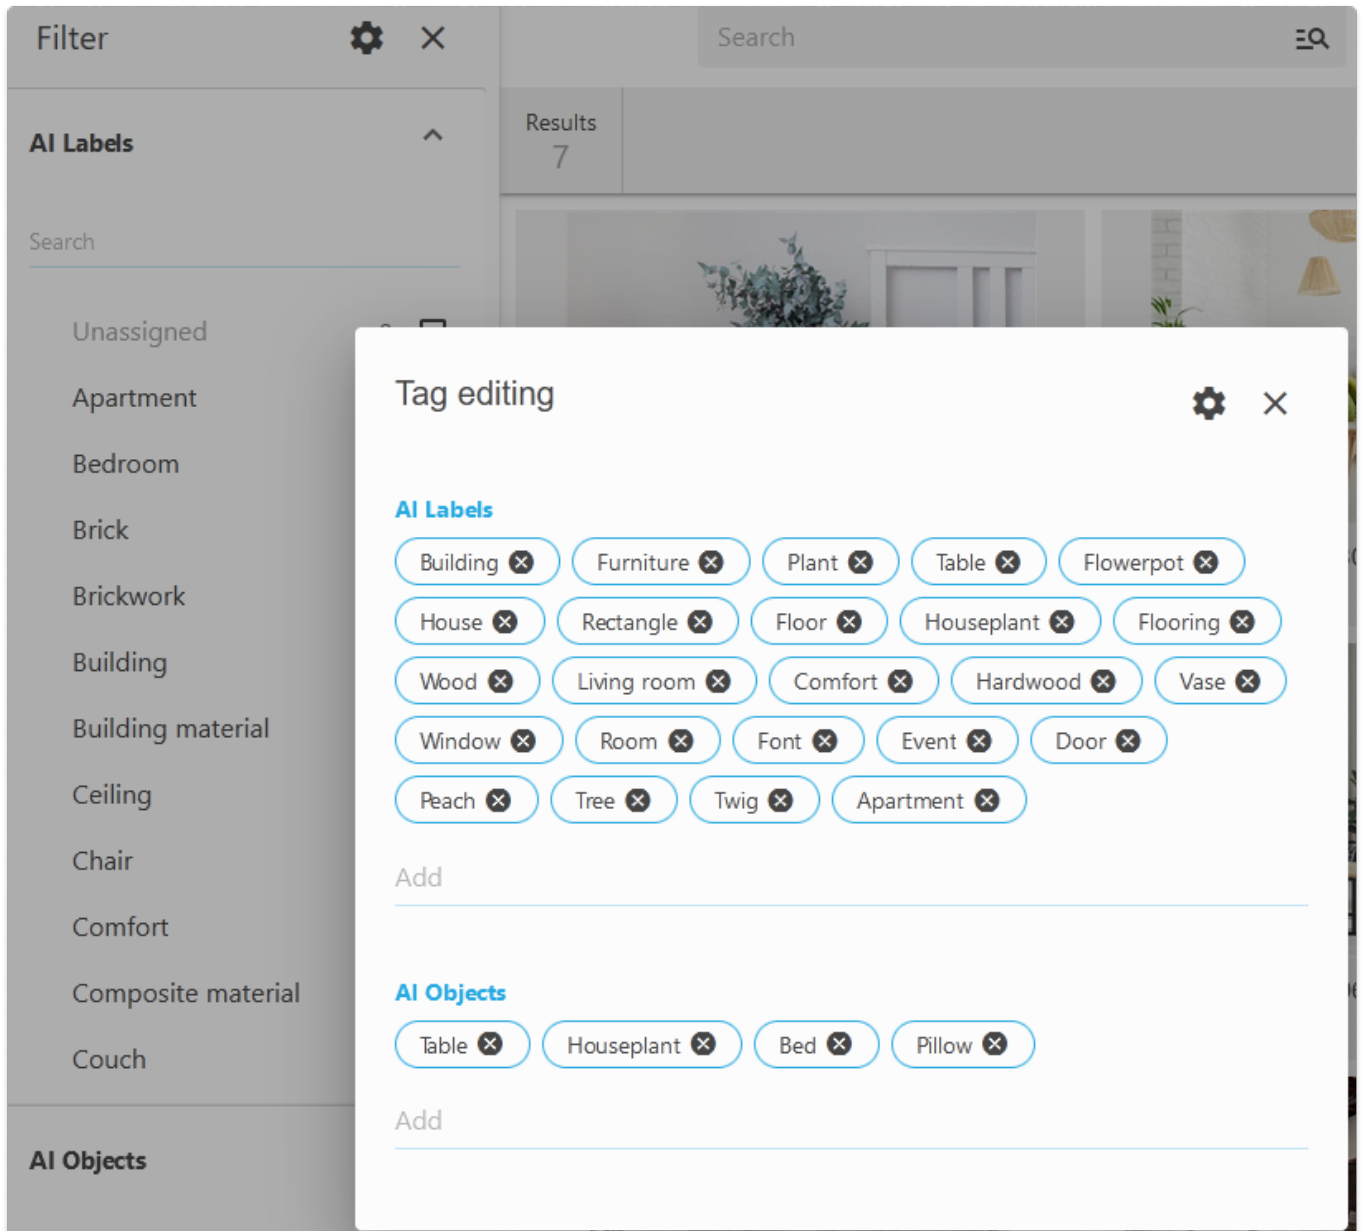 Filter
Search
AI Labels
Results
7
Search
Unassigned
Apartment
Bedroom
Brick
Brickwork
Building
Building material
Ceiling
Chair
Comfort
Composite material
Couch
AI Objects
Tag editing
AI Labels
Building Furniture Plant Table Flowerpot
House Rectangle Floor Houseplant Flooring
Wood Living room Comfort Hardwood Vase
Window Room Font Event Door
Peach Tree Twig Apartment
Add
AI Objects
Table Houseplant Bed Pillow
Add